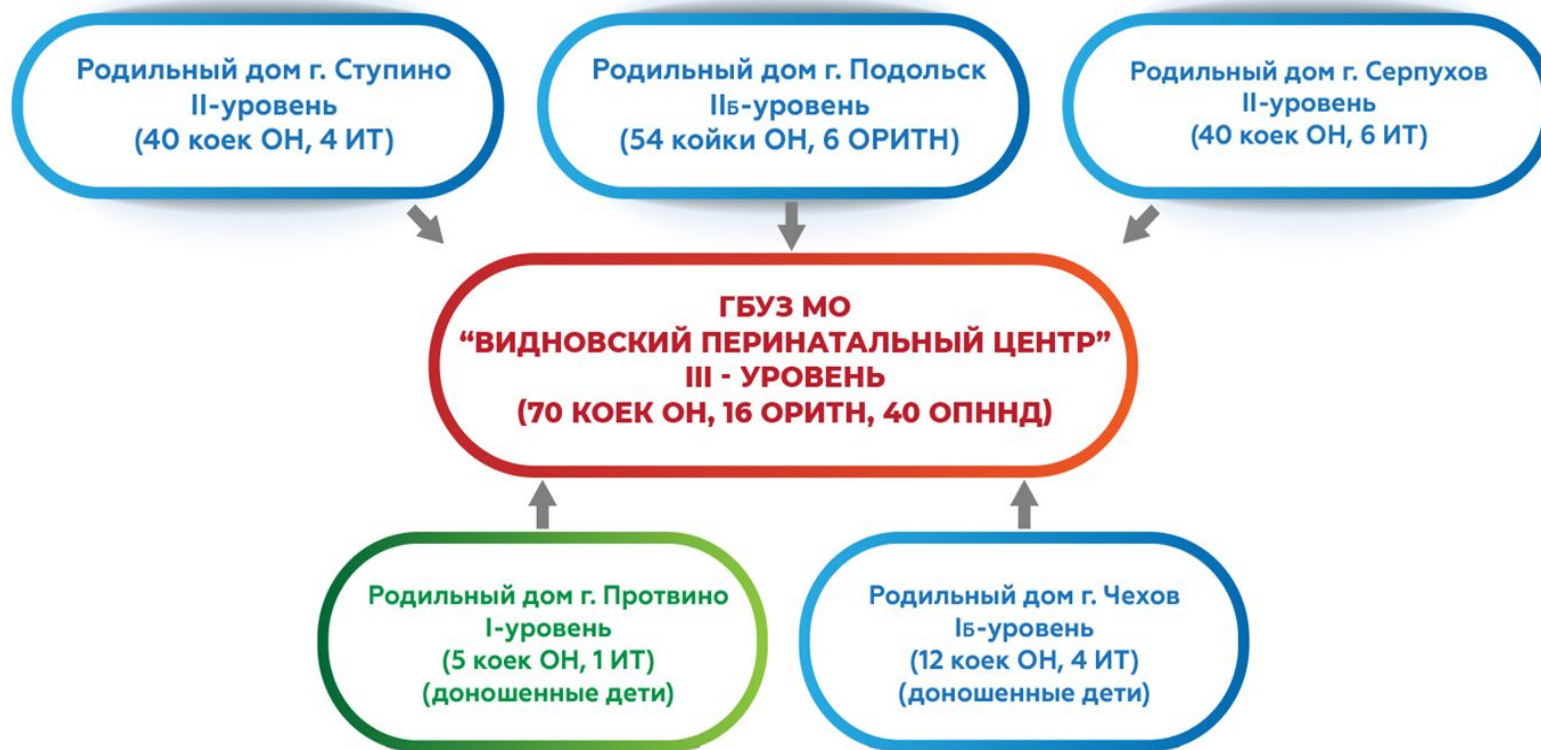 Родильный дом г. Ступино
II-уровень
(40 коек ОН, 4 ИТ)
Родильный дом г. Подольск
IIБ-уровень
(54 койки ОН, 6 ОРИТН)
Родильный дом г. Серпухов
II-уровень
(40 коек ОН, 6 ИТ)
ГБУЗ МО
“ВИДНОВСКИЙ ПЕРИНАТАЛЬНЫЙ ЦЕНТР”
III - УРОВЕНЬ
(70 КОЕК ОН, 16 ОРИТН, 40 ОПННД)
Родильный дом г. Протвино
I-уровень
(5 коек ОН, 1 ИТ)
(доношенные дети)
Родильный дом г. Чехов
IБ-уровень
(12 коек ОН, 4 ИТ)
(доношенные дети)